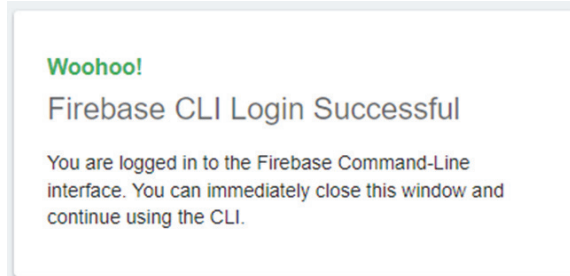 Woohoo!
Firebase CLI Login Successful
You are logged in to the Firebase Command-Line
interface. You can immediately close this window and
continue using the CLI.